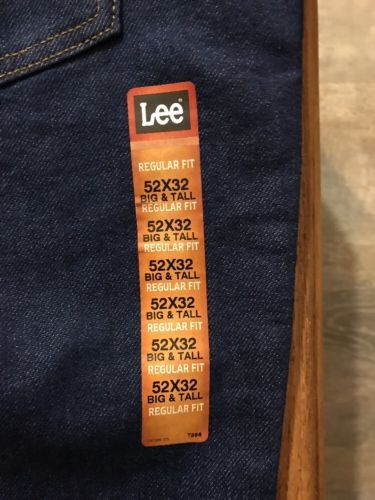 Lee
REGULAR FIT
52X32
BIG & TALL
REGULAR FIT
52X32
BIG & TALL
REGULAR FIT
52X32
BIG & TALL
REGULAR FIT
52X32
BIG & TALL
REGULAR FIT
52X32
BIG & TALL
REGULAR FIT
52X32
BIG & TALL
REGULAR FIT